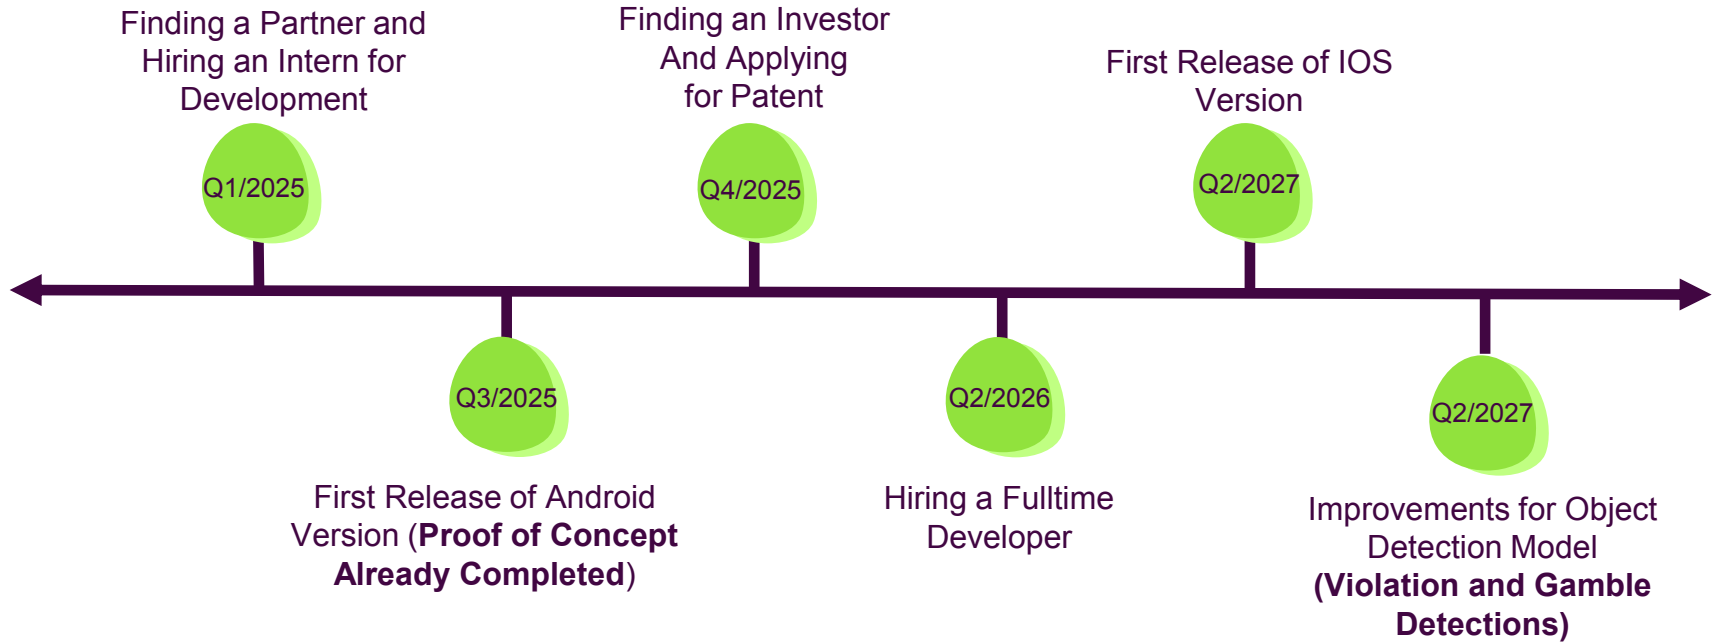 Finding a Partner and
Hiring an Intern for
Development
Q1/2025
Finding an Investor
And Applying
for Patent
Q4/2025
First Release of IOS
Version
Q2/2027
Q3/2025
First Release of Android
Version (Proof of Concept
Already Completed)
Q2/2026
Hiring a Fulltime
Developer
Q2/2027
Improvements for Object
Detection Model
(Violation and Gamble
Detections)